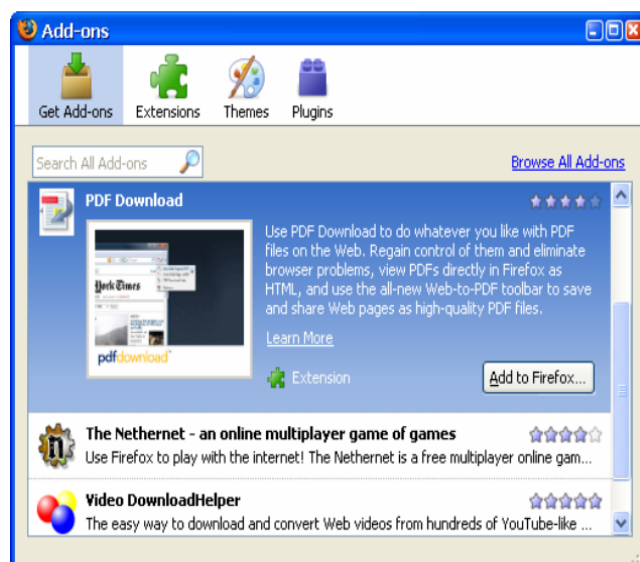 Add-ons
Get Add-ons Extensions Themes Plugins
Search All Add-ons Browse All Add-ons
PDF Download
Use PDF Download to do whatever you like with PDF
files on the Web. Regain control of them and eliminate
browser problems, view PDFs directly in Firefox as
HTML, and use the all-new Web-to-PDF toolbar to save
and share Web pages as high-quality PDF files.
York Times
pdfdownload
Learn More
Extension Add to Firefox...
The Nethernet - an online multiplayer game of games
Use Firefox to play with the internet! The Nethernet is a free multiplayer online gam...
Video DownloadHelper
The easy way to download and convert Web videos from hundreds of YouTube-like ...